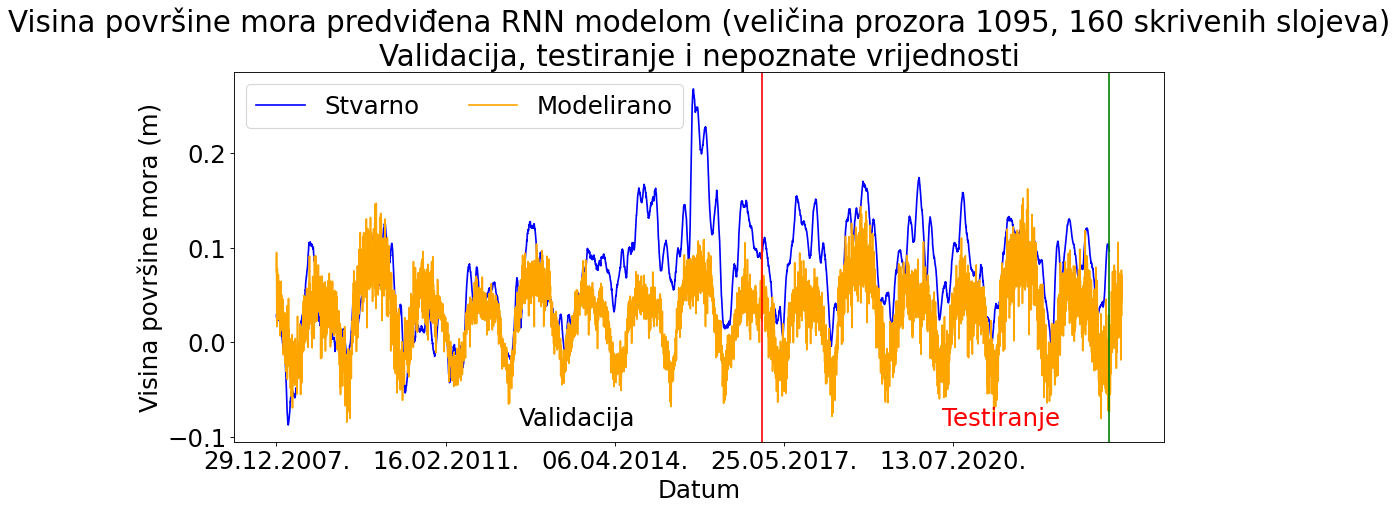 Visina površine mora predviđena RNN modelom (veličina prozora 1095, 160 skrivenih slojeva)
Validacija, testiranje i nepoznate vrijednosti
Stvarno
Modelirano
Visina površine mora (m)
0.2
0.1
0.0
−0.1
Validacija
Testiranje
29.12.2007.
16.02.2011.
06.04.2014.
25.05.2017.
13.07.2020.
Datum